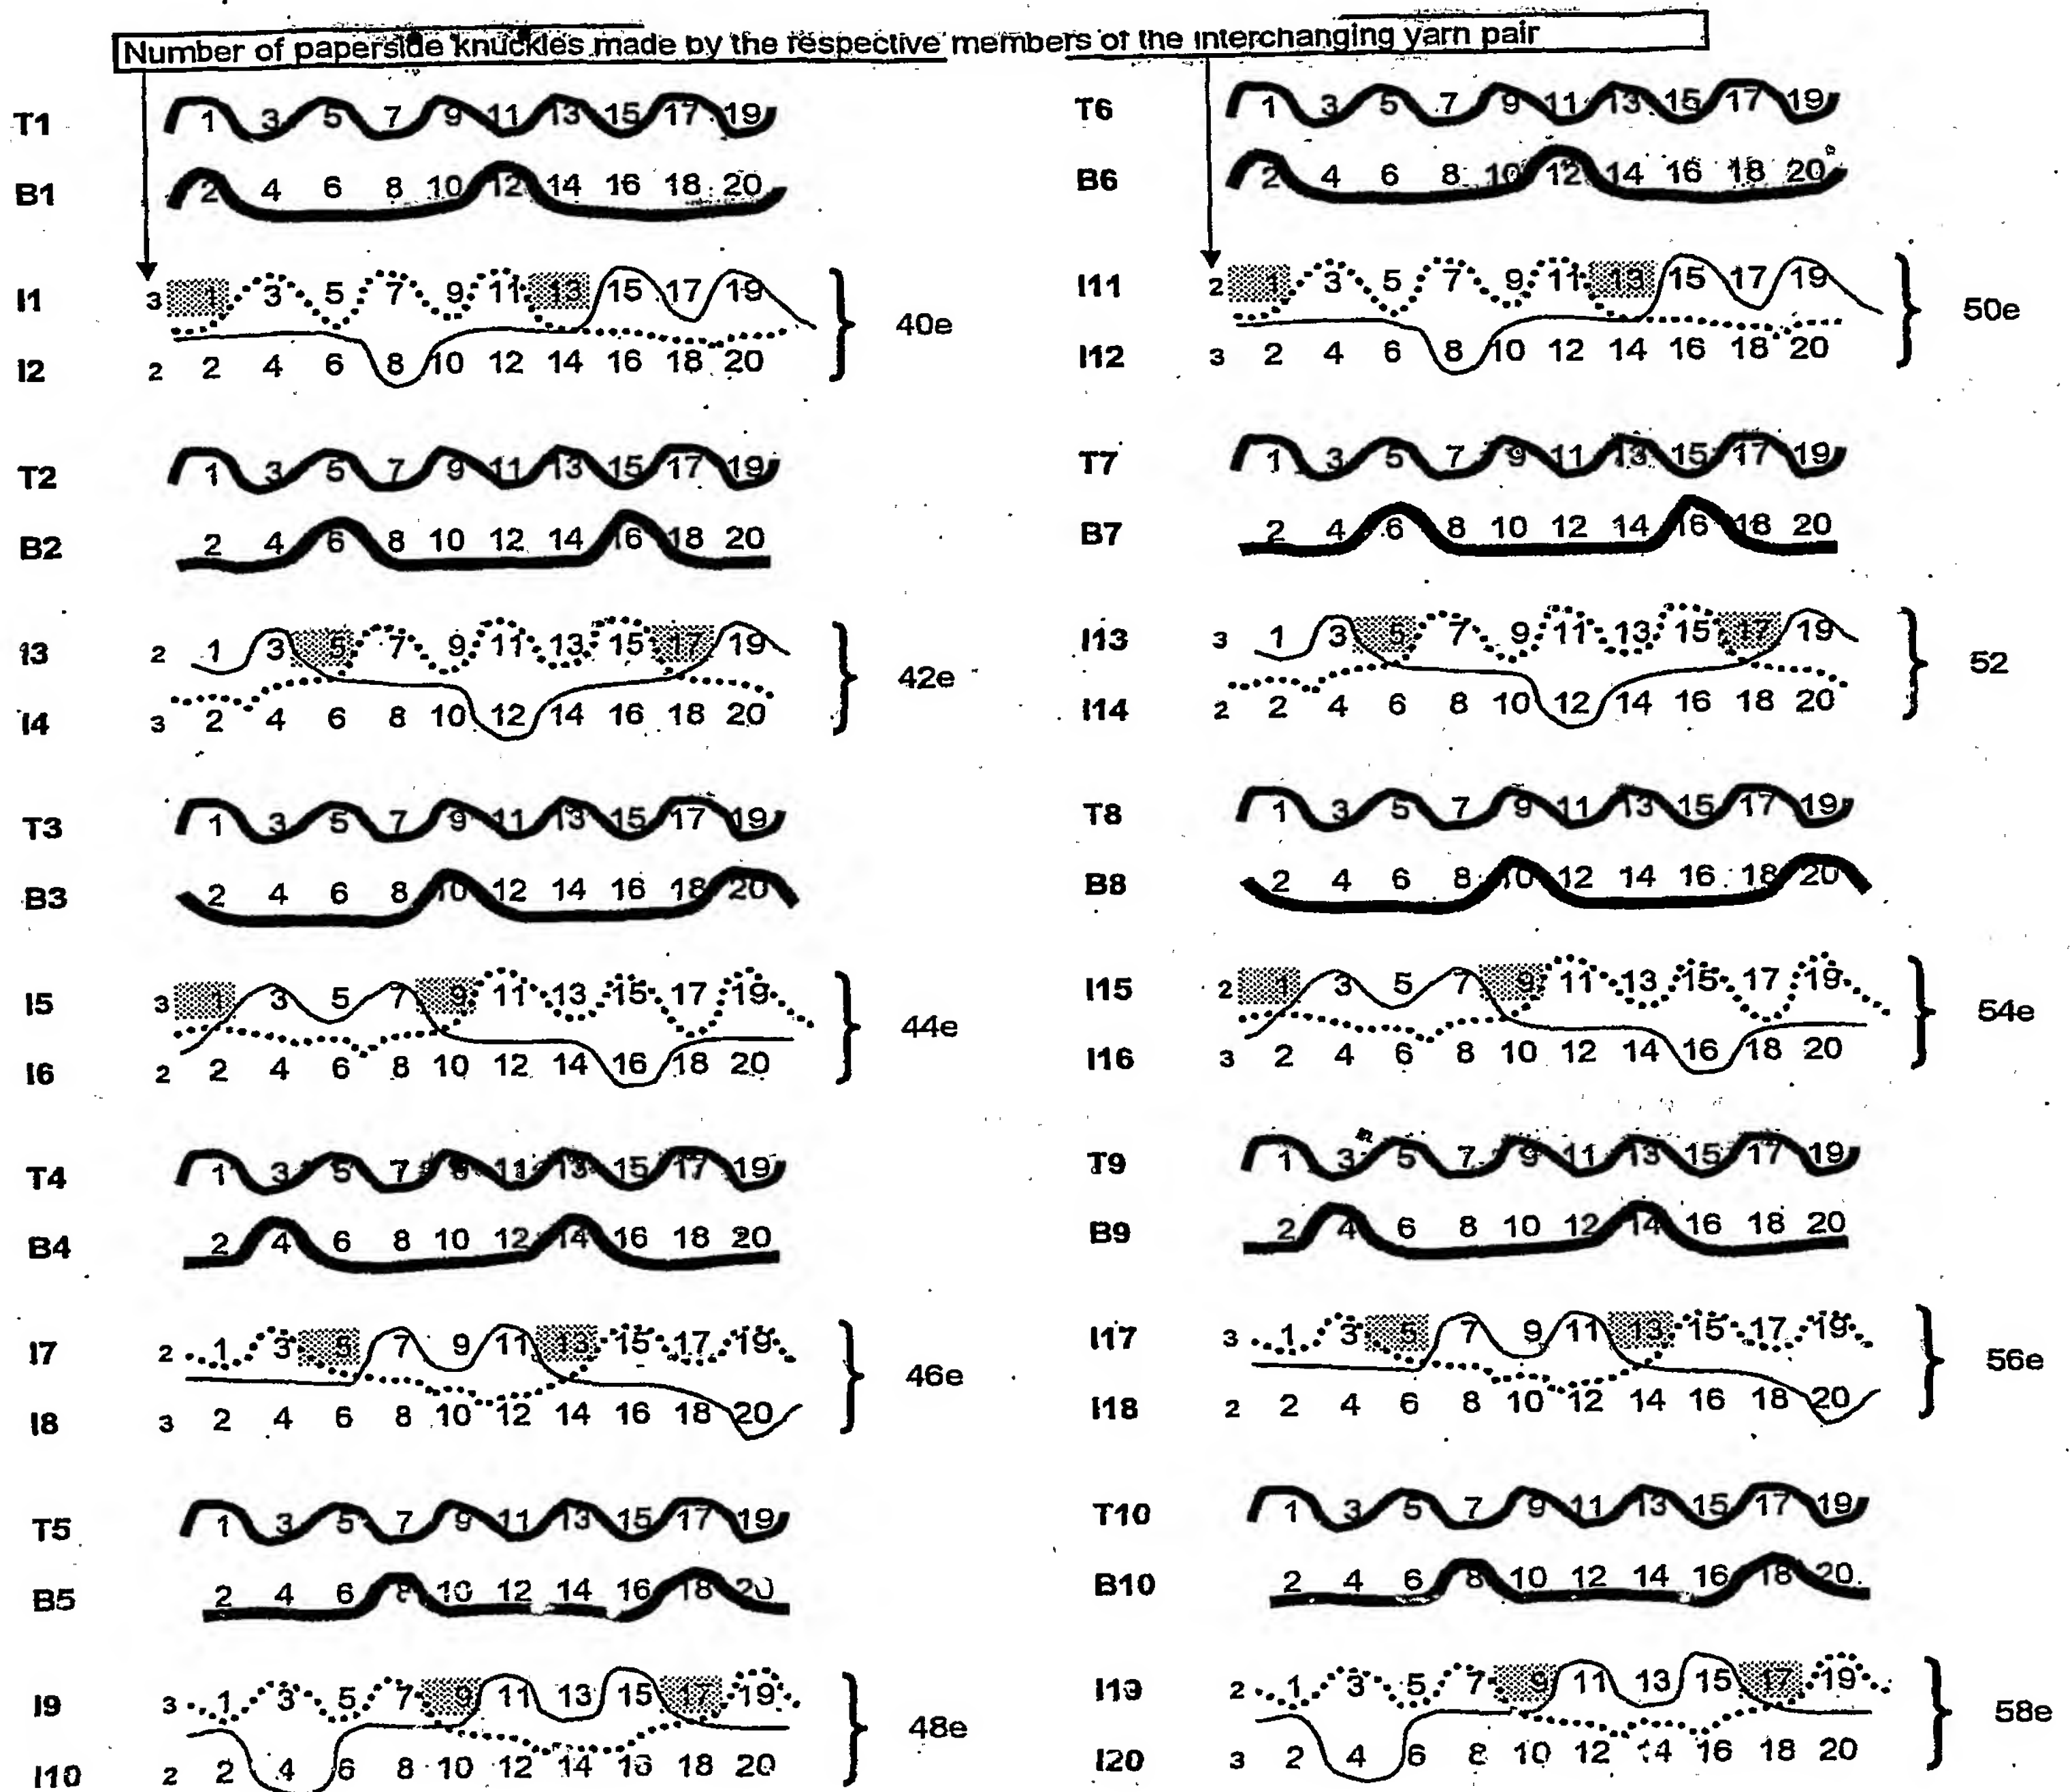 Number of paperside knuckles made by the respective members of the interchanging yarn pair
T1 1 3 5 7 9 11 13 15 17 19
B1 2 4 6 8 10 12 14 16 18 20
I1 3 1 3 5 7 9 11 13 15 17 19
40e
I2 2 2 4 6 8 10 12 14 16 18 20
T2 1 3 5 7 9 11 13 15 17 19
B2 2 4 6 8 10 12 14 16 18 20
I3 2 1 3 5 7 9 11 13 15 17 19
42e
I4 3 2 4 6 8 10 12 14 16 18 20
T3 1 3 5 7 9 11 13 15 17 19
B3 2 4 6 8 10 12 14 16 18 20
I5 3 1 3 5 7 9 11 13 15 17 19
44e
I6 2 2 4 6 8 10 12 14 16 18 20
T4 1 3 5 7 9 11 13 15 17 19
B4 2 4 6 8 10 12 14 16 18 20
I7 2 1 3 5 7 9 11 13 15 17 19
46e
I8 3 2 4 6 8 10 12 14 16 18 20
T5 1 3 5 7 9 11 13 15 17 19
B5 2 4 6 8 10 12 14 16 18 20
I9 3 1 3 5 7 9 11 13 15 17 19
48e
I10 2 2 4 6 8 10 12 14 16 18 20
T6 1 3 5 7 9 11 13 15 17 19
B6 2 4 6 8 10 12 14 16 18 20
I11 2 1 3 5 7 9 11 13 15 17 19
50e
I12 3 2 4 6 8 10 12 14 16 18 20
T7 1 3 5 7 9 11 13 15 17 19
B7 2 4 6 8 10 12 14 16 18 20
I13 3 1 3 5 7 9 11 13 15 17 19
52
I14 2 2 4 6 8 10 12 14 16 18 20
T8 1 3 5 7 9 11 13 15 17 19
B8 2 4 6 8 10 12 14 16 18 20
I15 2 1 3 5 7 9 11 13 15 17 19
54e
I16 3 2 4 6 8 10 12 14 16 18 20
T9 1 3 5 7 9 11 13 15 17 19
B9 2 4 6 8 10 12 14 16 18 20
I17 3 1 3 5 7 9 11 13 15 17 19
56e
I18 2 2 4 6 8 10 12 14 16 18 20
T10 1 3 5 7 9 11 13 15 17 19
B10 2 4 6 8 10 12 14 16 18 20
I19 2 1 3 5 7 9 11 13 15 17 19
58e
I20 3 2 4 6 8 10 12 14 16 18 20